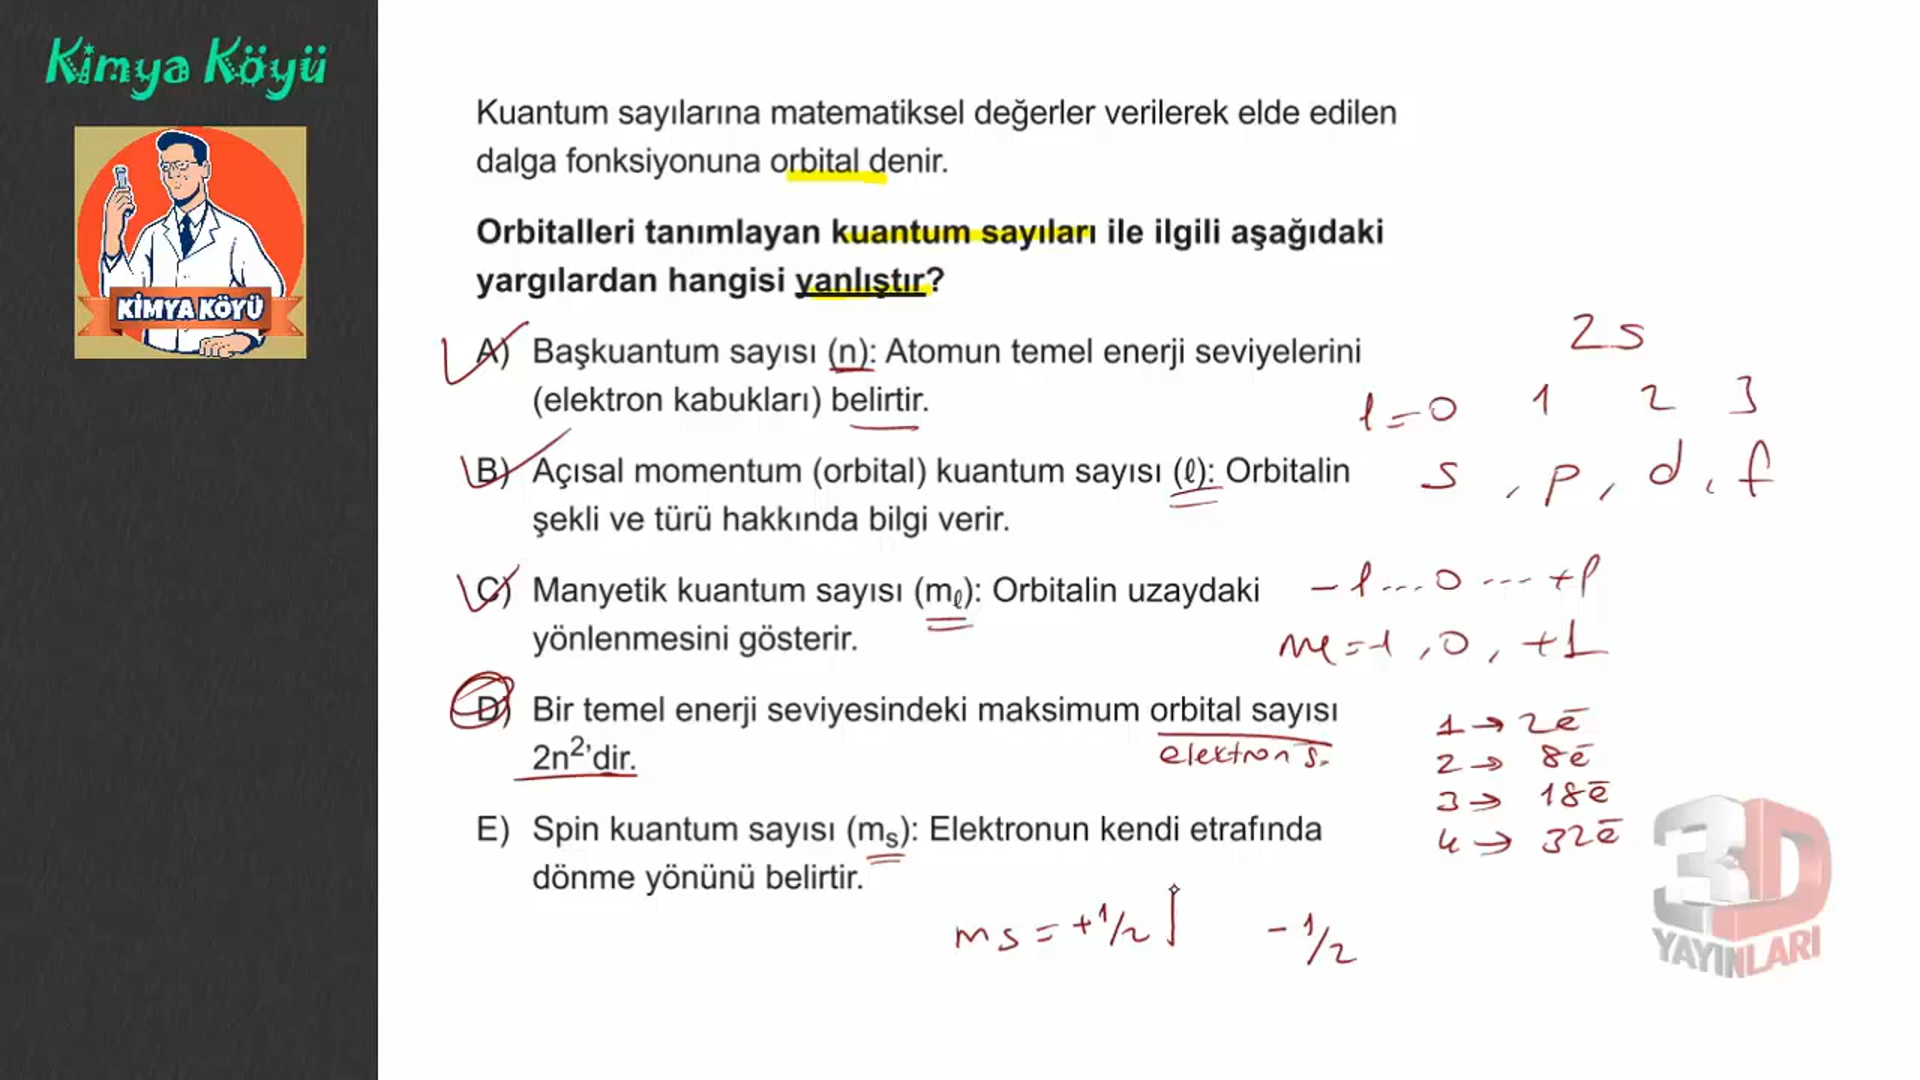 Kimya Köyü
KİMYA KÖYÜ
Kuantum sayılarına matematiksel değerler verilerek elde edilen
dalga fonksiyonuna orbital denir.
Orbitalleri tanımlayan kuantum sayıları ile ilgili aşağıdaki
yargılardan hangisi yanlıştır?
A) Başkuantum sayısı (n): Atomun temel enerji seviyelerini
(elektron kabukları) belirtir.
2s
l=0 1 2 3
B) Açısal momentum (orbital) kuantum sayısı (ℓ): Orbitalin
şekli ve türü hakkında bilgi verir.
s, p, d, f
C) Manyetik kuantum sayısı (mℓ): Orbitalin uzaydaki
yönlenmesini gösterir.
-l...0...+l
ml=-1, 0, +1
D) Bir temel enerji seviyesindeki maksimum orbital sayısı
2n²'dir.
elektron s.
1→2ē
2→8ē
3→18ē
4→32ē
E) Spin kuantum sayısı (ms): Elektronun kendi etrafında
dönme yönünü belirtir.
ms=+1/2 -1/2
3D
YAYINLARI